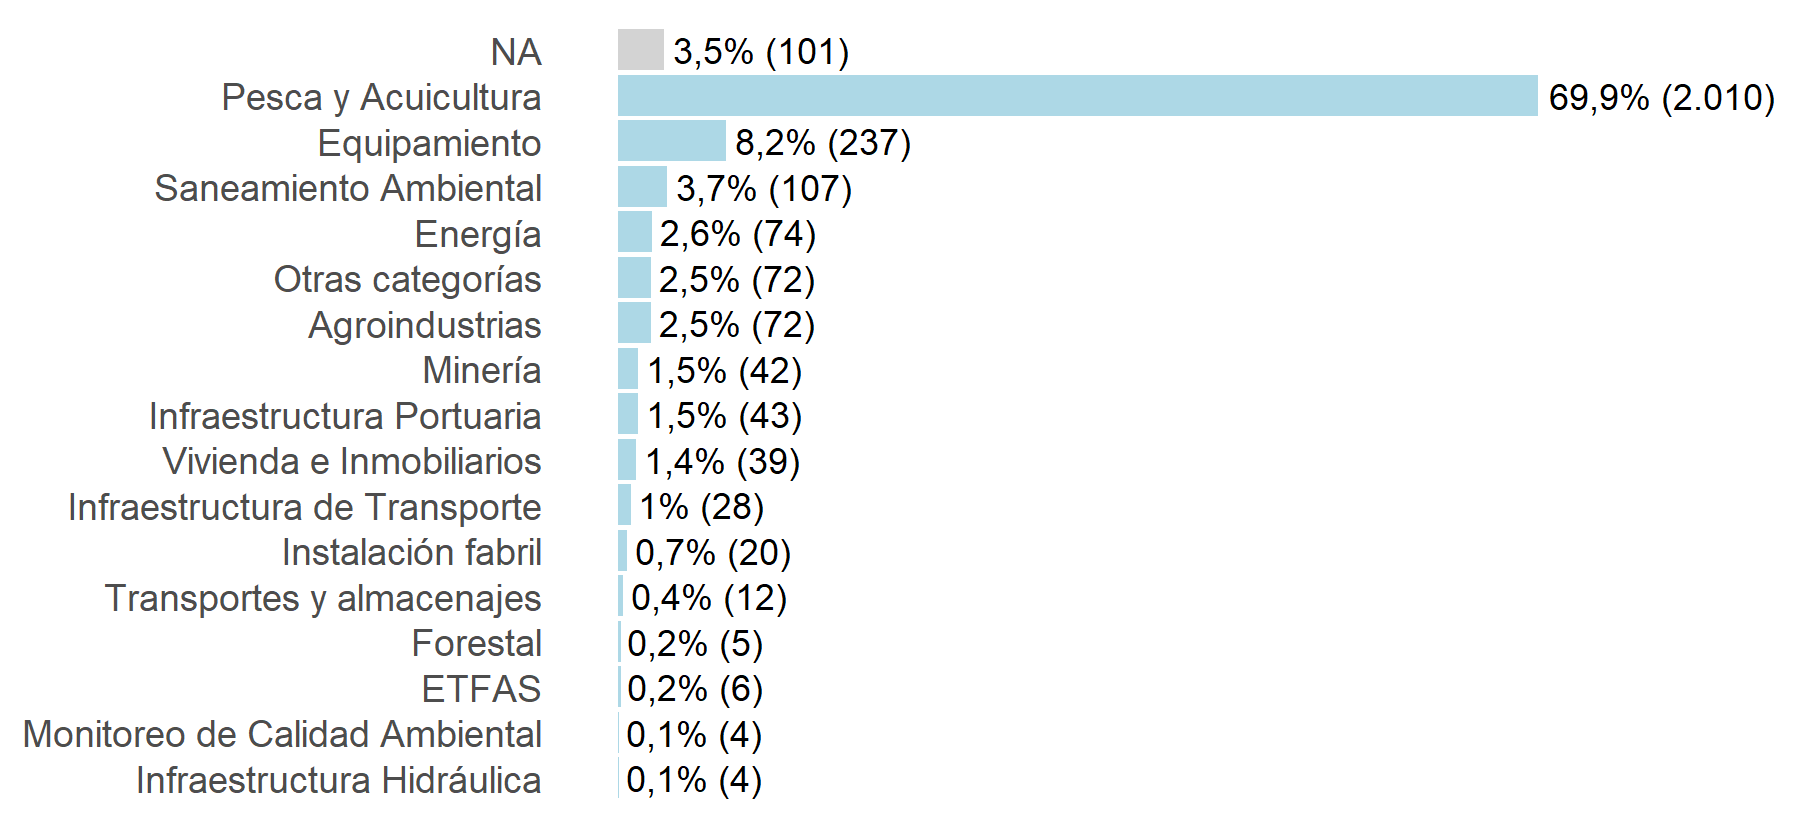 NA 3,5% (101)
Pesca y Acuicultura 69,9% (2.010)
Equipamiento 8,2% (237)
Saneamiento Ambiental 3,7% (107)
Energía 2,6% (74)
Otras categorías 2,5% (72)
Agroindustrias 2,5% (72)
Minería 1,5% (42)
Infraestructura Portuaria 1,5% (43)
Vivienda e Inmobiliarios 1,4% (39)
Infraestructura de Transporte 1% (28)
Instalación fabril 0,7% (20)
Transportes y almacenajes 0,4% (12)
Forestal 0,2% (5)
ETFAS 0,2% (6)
Monitoreo de Calidad Ambiental 0,1% (4)
Infraestructura Hidráulica 0,1% (4)